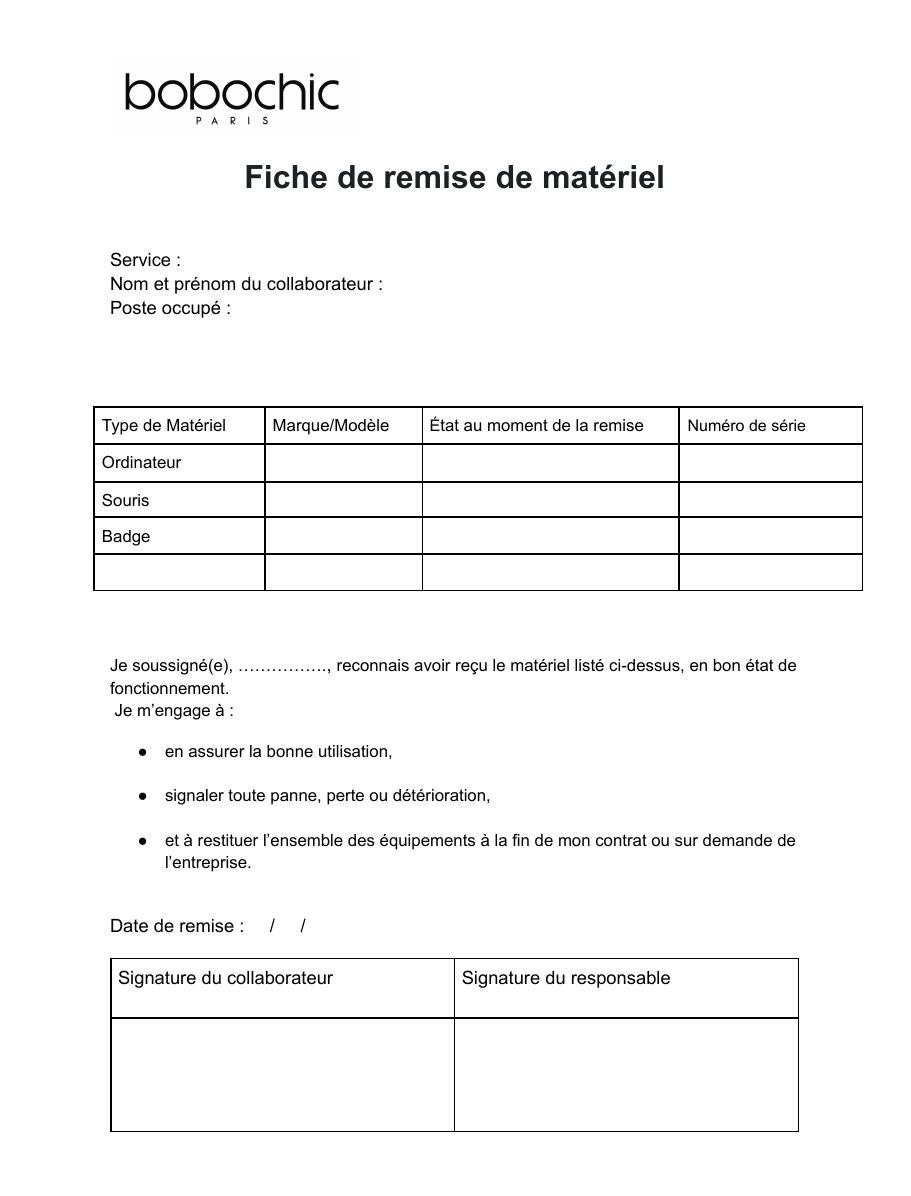 bobochic
PARIS
Fiche de remise de matériel
Service :
Nom et prénom du collaborateur :
Poste occupé :
Type de Matériel Marque/Modèle État au moment de la remise Numéro de série
Ordinateur
Souris
Badge
Je soussigné(e), ……………., reconnais avoir reçu le matériel listé ci-dessus, en bon état de
fonctionnement.
Je m’engage à :
● en assurer la bonne utilisation,
● signaler toute panne, perte ou détérioration,
● et à restituer l’ensemble des équipements à la fin de mon contrat ou sur demande de
l’entreprise.
Date de remise : / /
Signature du collaborateur Signature du responsable